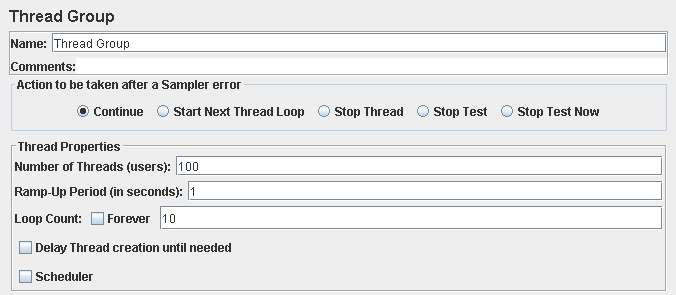 Thread Group
Name: Thread Group
Comments:
Action to be taken after a Sampler error
Continue Start Next Thread Loop Stop Thread Stop Test Stop Test Now
Thread Properties
Number of Threads (users): 100
Ramp-Up Period (in seconds): 1
Loop Count: Forever 10
Delay Thread creation until needed
Scheduler